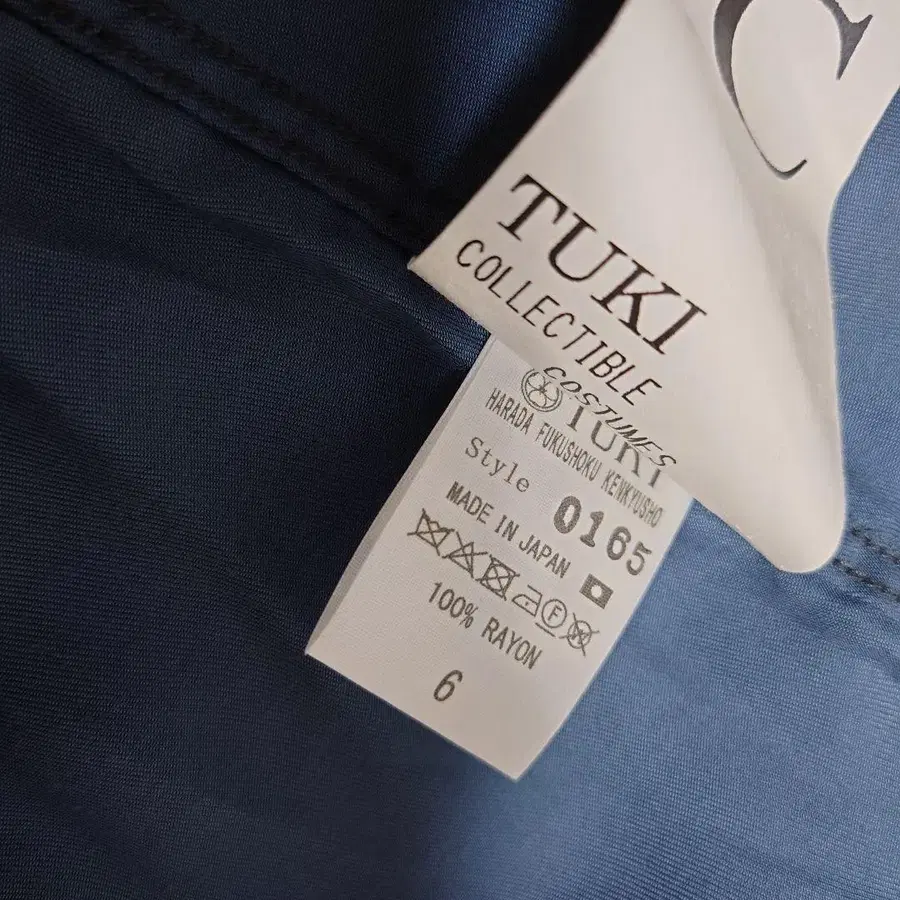 C
TUKI
COLLECTIBLE
COSTUMES
TUKI
HARADA FUKUSHOKU KENKYUSHO
Style 0165
MADE IN JAPAN
F
100% RAYON
6